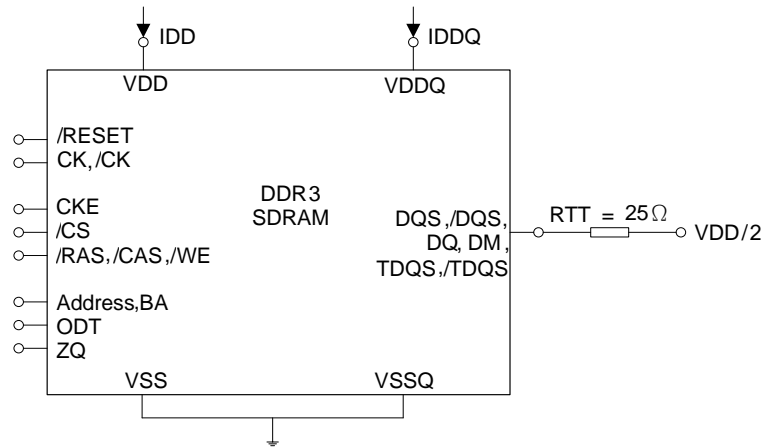 IDD
IDDQ
VDD
VDDQ
/RESET
CK, /CK
CKE
/CS
/RAS, /CAS, /WE
Address,BA
ODT
ZQ
DDR3
SDRAM
DQS, /DQS,
DQ, DM ,
TDQS, /TDQS
RTT = 25Ω
VDD/2
VSS
VSSQ